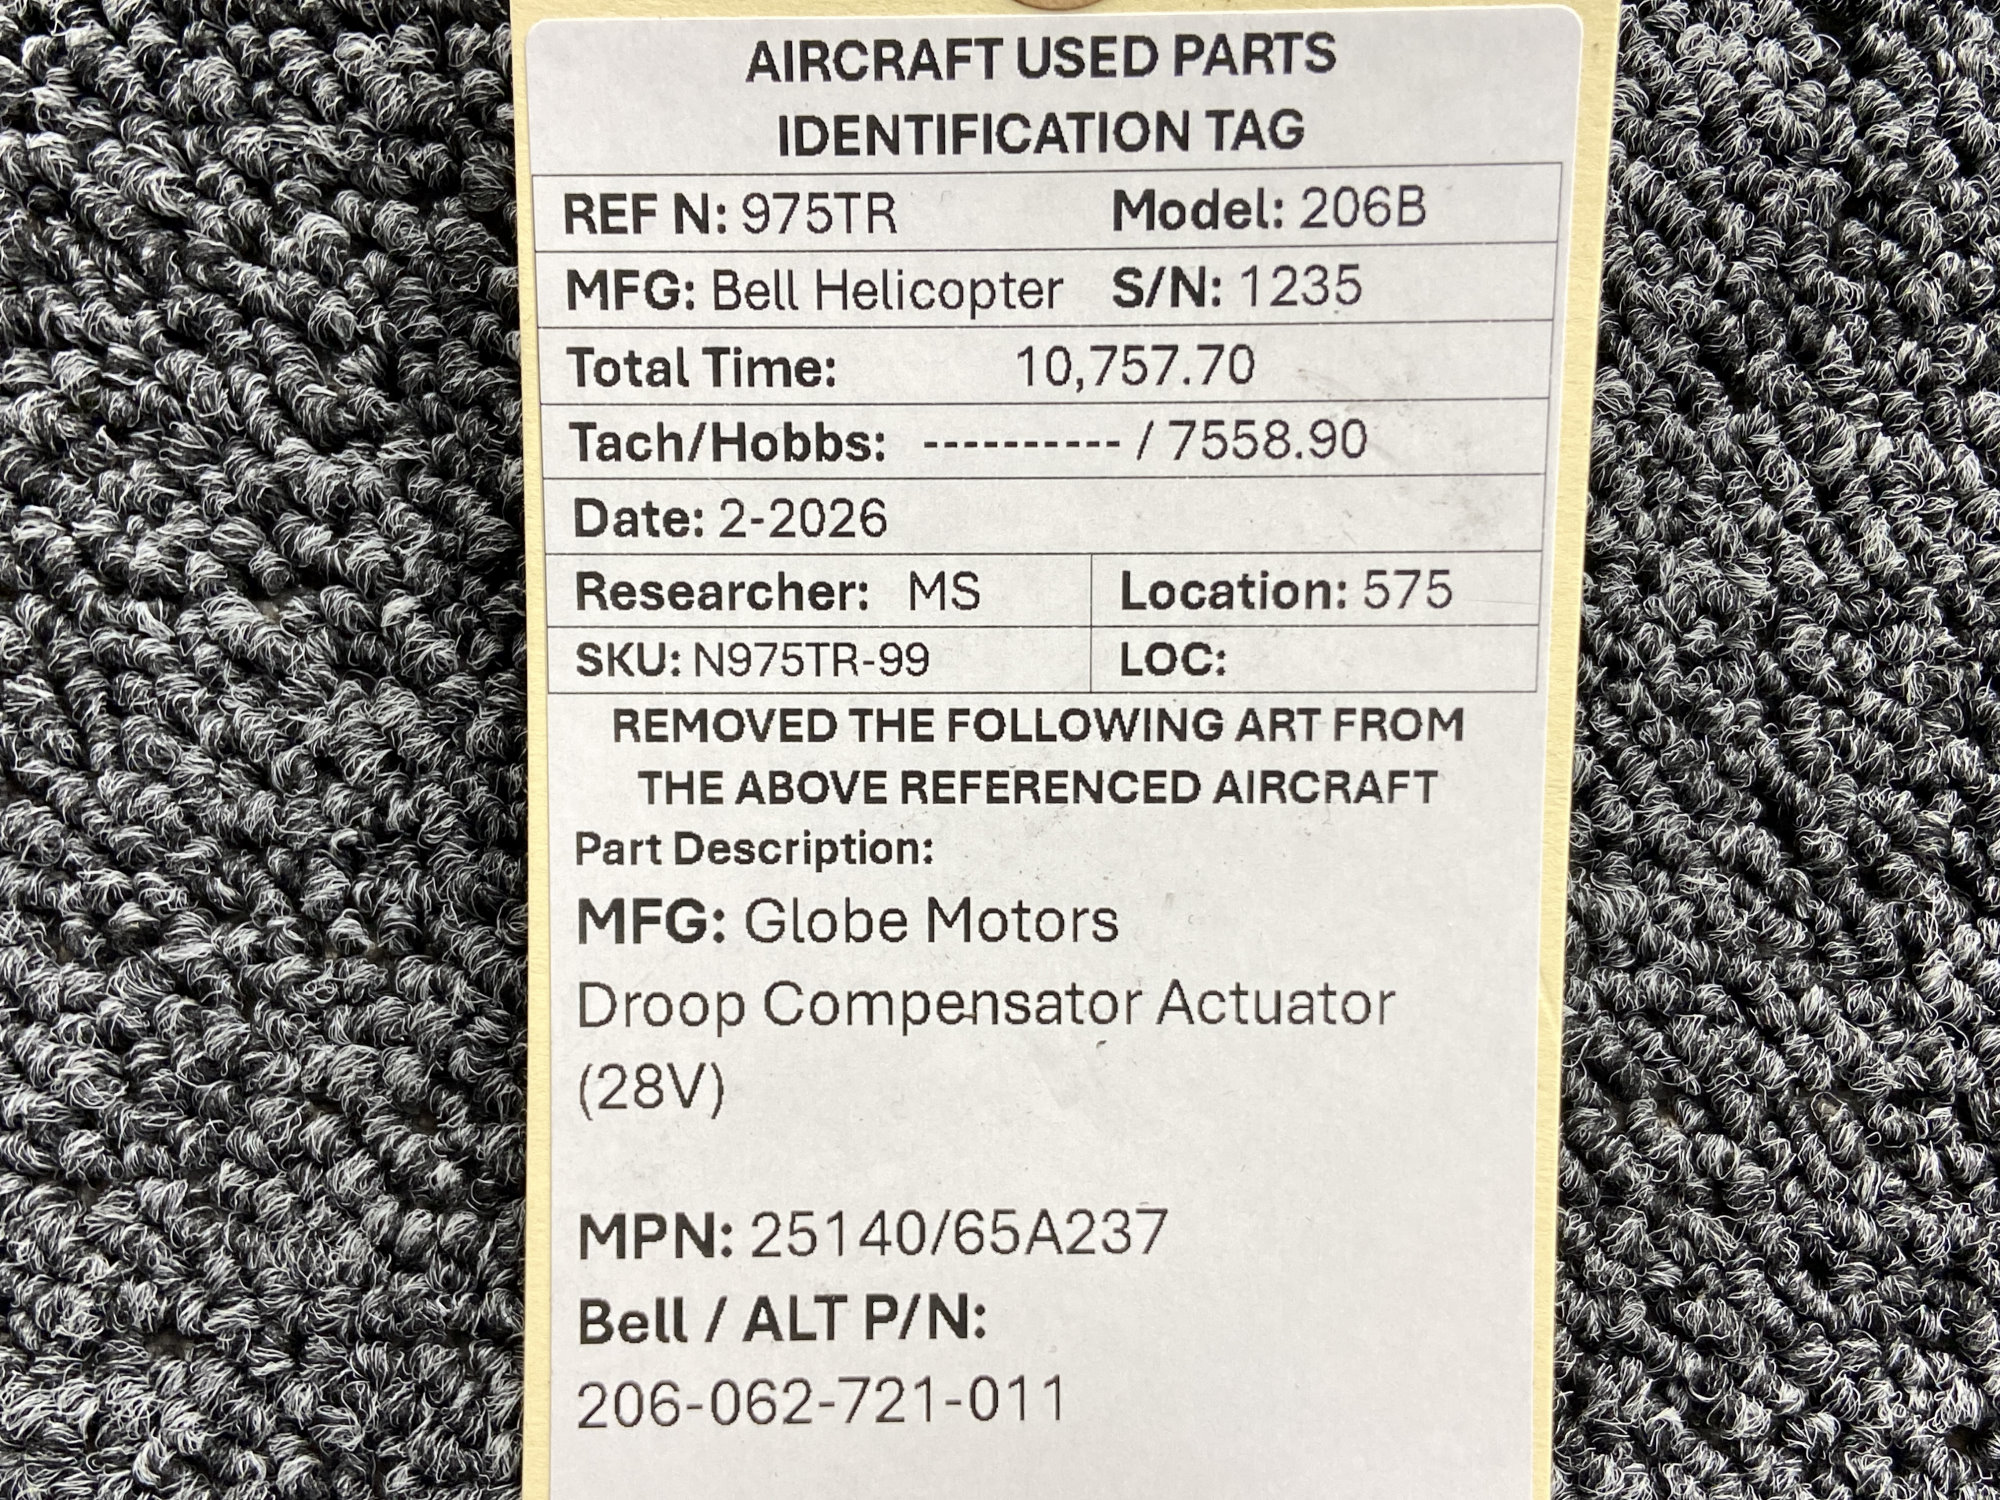 AIRCRAFT USED PARTS
IDENTIFICATION TAG
REF N: 975TR Model: 206B
MFG: Bell Helicopter S/N: 1235
Total Time: 10,757.70
Tach/Hobbs: ---------- / 7558.90
Date: 2-2026
Researcher: MS Location: 575
SKU: N975TR-99 LOC:
REMOVED THE FOLLOWING ART FROM
THE ABOVE REFERENCED AIRCRAFT
Part Description:
MFG: Globe Motors
Droop Compensator Actuator
(28V)
MPN: 25140/65A237
Bell / ALT P/N:
206-062-721-011